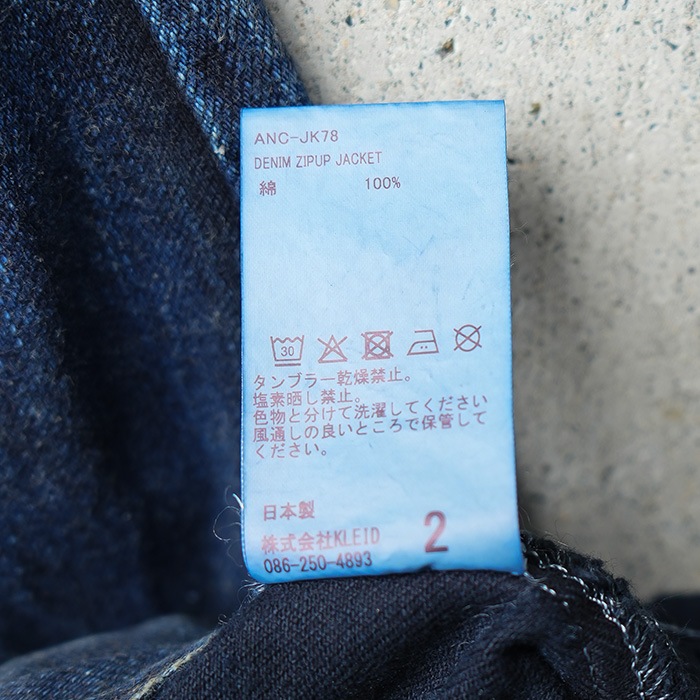 ANC-JK78
DENIM ZIPUP JACKET
綿 100%
30
タンブラー乾燥禁止。
塩素晒し禁止。
色物と分けて洗濯してください
風通しの良いところで保管して
ください。
日本製
株式会社KLEID 2
086-250-4893